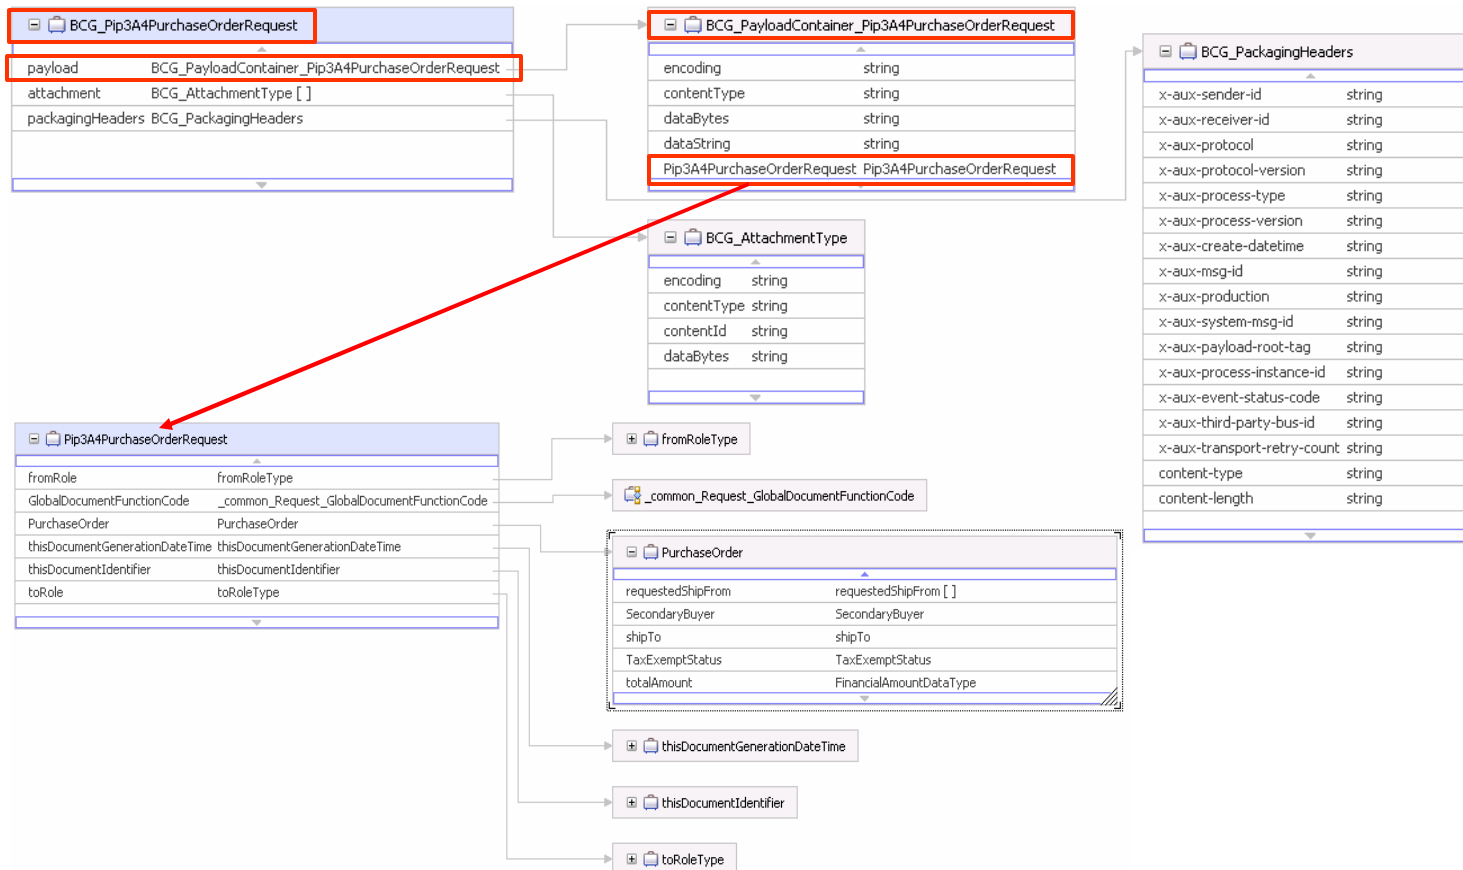 BCG_Pip3A4PurchaseOrderRequest
payload BCG_PayloadContainer_Pip3A4PurchaseOrderRequest
attachment BCG_AttachmentType [ ]
packagingHeaders BCG_PackagingHeaders
BCG_PayloadContainer_Pip3A4PurchaseOrderRequest
encoding string
contentType string
dataBytes string
dataString string
Pip3A4PurchaseOrderRequest Pip3A4PurchaseOrderRequest
BCG_PackagingHeaders
x-aux-sender-id string
x-aux-receiver-id string
x-aux-protocol string
x-aux-protocol-version string
x-aux-process-type string
x-aux-process-version string
x-aux-create-datetime string
x-aux-msg-id string
x-aux-production string
x-aux-system-msg-id string
x-aux-payload-root-tag string
x-aux-process-instance-id string
x-aux-event-status-code string
x-aux-third-party-bus-id string
x-aux-transport-retry-count string
content-type string
content-length string
BCG_AttachmentType
encoding string
contentType string
contentId string
dataBytes string
Pip3A4PurchaseOrderRequest
fromRole fromRoleType
GlobalDocumentFunctionCode _common_Request_GlobalDocumentFunctionCode
PurchaseOrder PurchaseOrder
thisDocumentGenerationDateTime thisDocumentGenerationDateTime
thisDocumentIdentifier thisDocumentIdentifier
toRole toRoleType
fromRoleType
_common_Request_GlobalDocumentFunctionCode
PurchaseOrder
requestedShipFrom requestedShipFrom [ ]
SecondaryBuyer SecondaryBuyer
shipTo shipTo
TaxExemptStatus TaxExemptStatus
totalAmount FinancialAmountDataType
thisDocumentGenerationDateTime
thisDocumentIdentifier
toRoleType